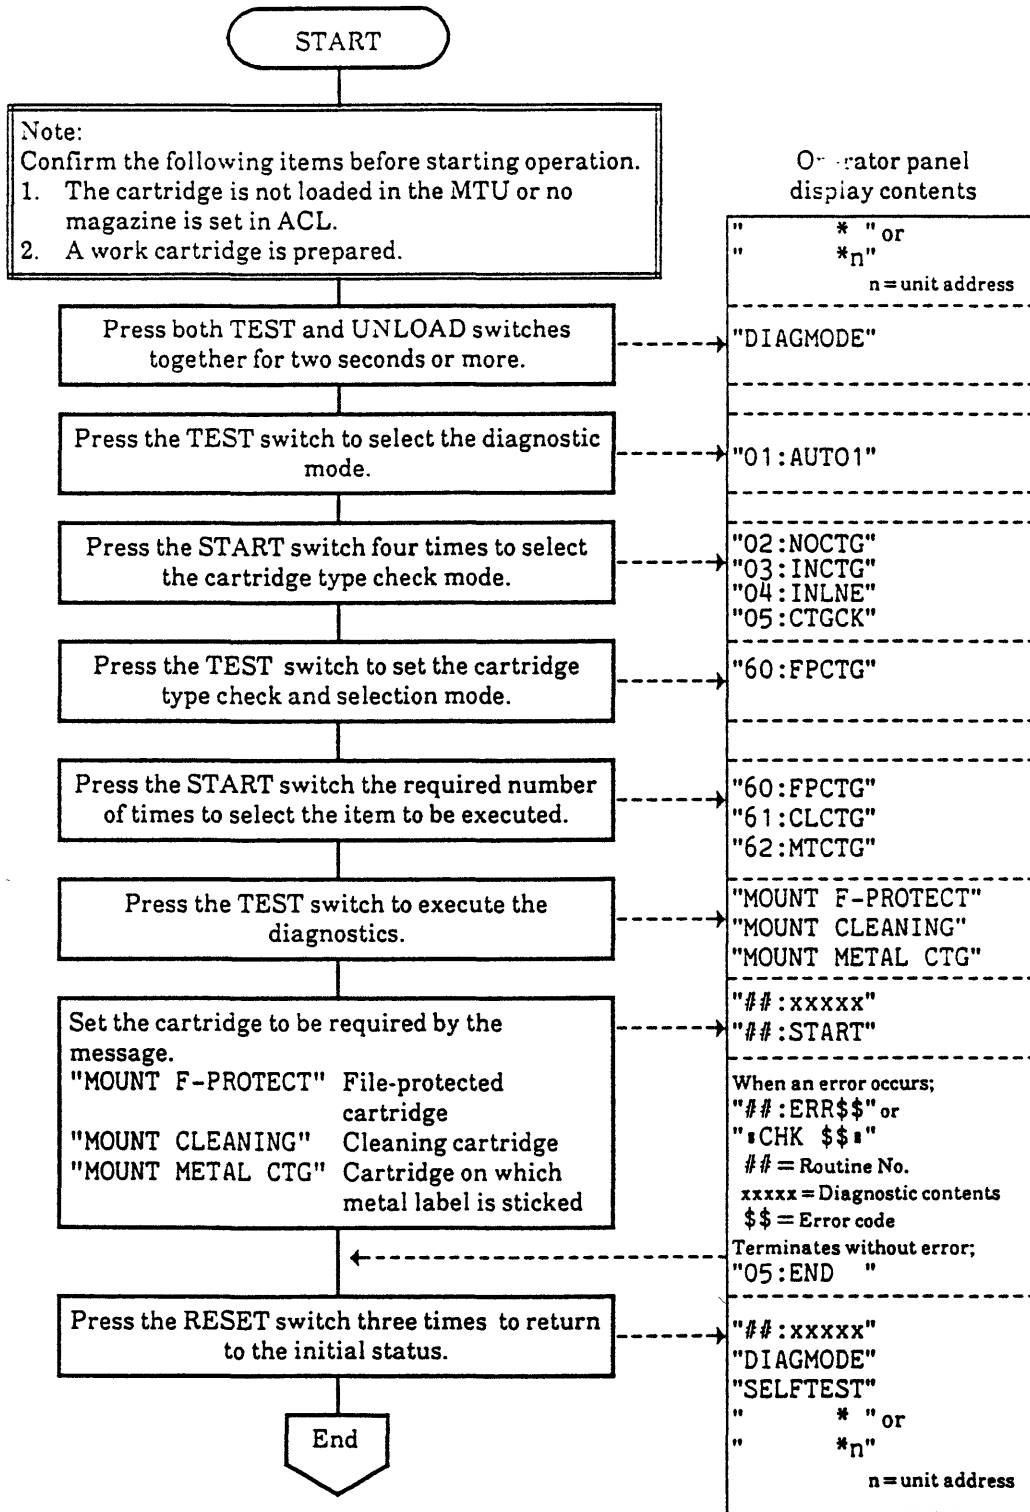 START
Note:
Confirm the following items before starting operation.
1. The cartridge is not loaded in the MTU or no
magazine is set in ACL.
2. A work cartridge is prepared.
display contents
" * " or
" *n"
n=unit address
Press both TEST and UNLOAD switches
together for two seconds or more.
"DIAGMODE"
Press the TEST switch to select the diagnostic
mode.
"01:AUTO1"
Press the START switch four times to select
the cartridge type check mode.
"02:NOCTG"
"03:INCTG"
"04:INLNE"
"05:CTGCK"
Press the TEST switch to set the cartridge
type check and selection mode.
"60:FPCTG"
Press the START switch the required number
of times to select the item to be executed.
"60:FPCTG"
"61:CLCTG"
"62:MTCTG"
Press the TEST switch to execute the
diagnostics.
"MOUNT F-PROTECT"
"MOUNT CLEANING"
"MOUNT METAL CTG"
Set the cartridge to be required by the
message.
"MOUNT F-PROTECT" File-protected
cartridge
"MOUNT CLEANING" Cleaning cartridge
"MOUNT METAL CTG" Cartridge on which
metal label is sticked
"##:xxxxx"
"##:START"
When an error occurs;
"##:ERR$$" or
"*CHK $$*"
## = Routine No.
xxxxx = Diagnostic contents
$$ = Error code
Terminates without error;
"05:END "
Press the RESET switch three times to return
to the initial status.
"##:xxxxx"
"DIAGMODE"
"SELFTEST"
" * " or
" *n"
n=unit address
End